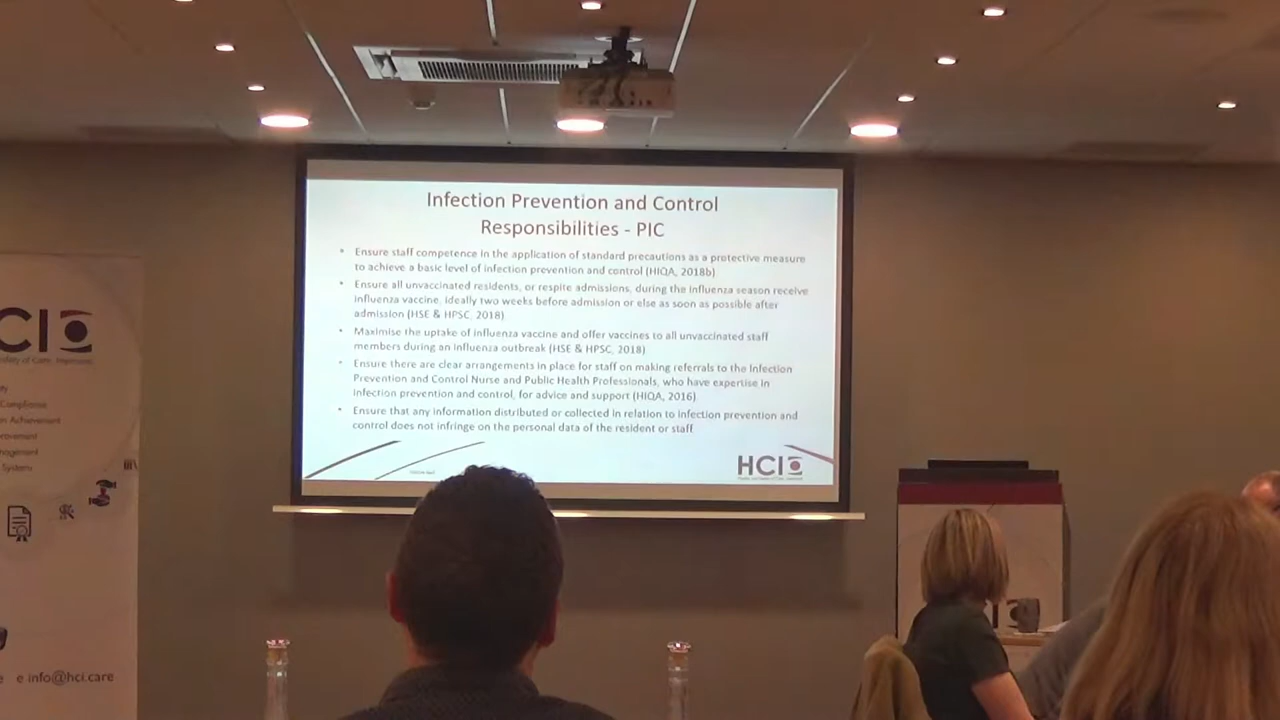 Infection Prevention and Control
Responsibilities - PIC
• Ensure staff competence in the application of standard precautions as a protective measure
to achieve a basic level of infection prevention and control (HIQA, 2018b)
• Ensure all unvaccinated residents, or respite admissions, during the influenza season receive
influenza vaccine, ideally two weeks before admission or else as soon as possible after
admission (HSE & HPSC, 2018)
• Maximise the uptake of influenza vaccine and offer vaccines to all unvaccinated staff
members during an influenza outbreak (HSE & HPSC, 2018)
• Ensure there are clear arrangements in place for staff on making referrals to the Infection
Prevention and Control Nurse and Public Health Professionals, who have expertise in
infection prevention and control, for advice and support (HIQA, 2016)
• Ensure that any information distributed or collected in relation to infection prevention and
control does not infringe on the personal data of the resident or staff
HCI
CI
Compliance
Achievement
Systems
e info@hci.care